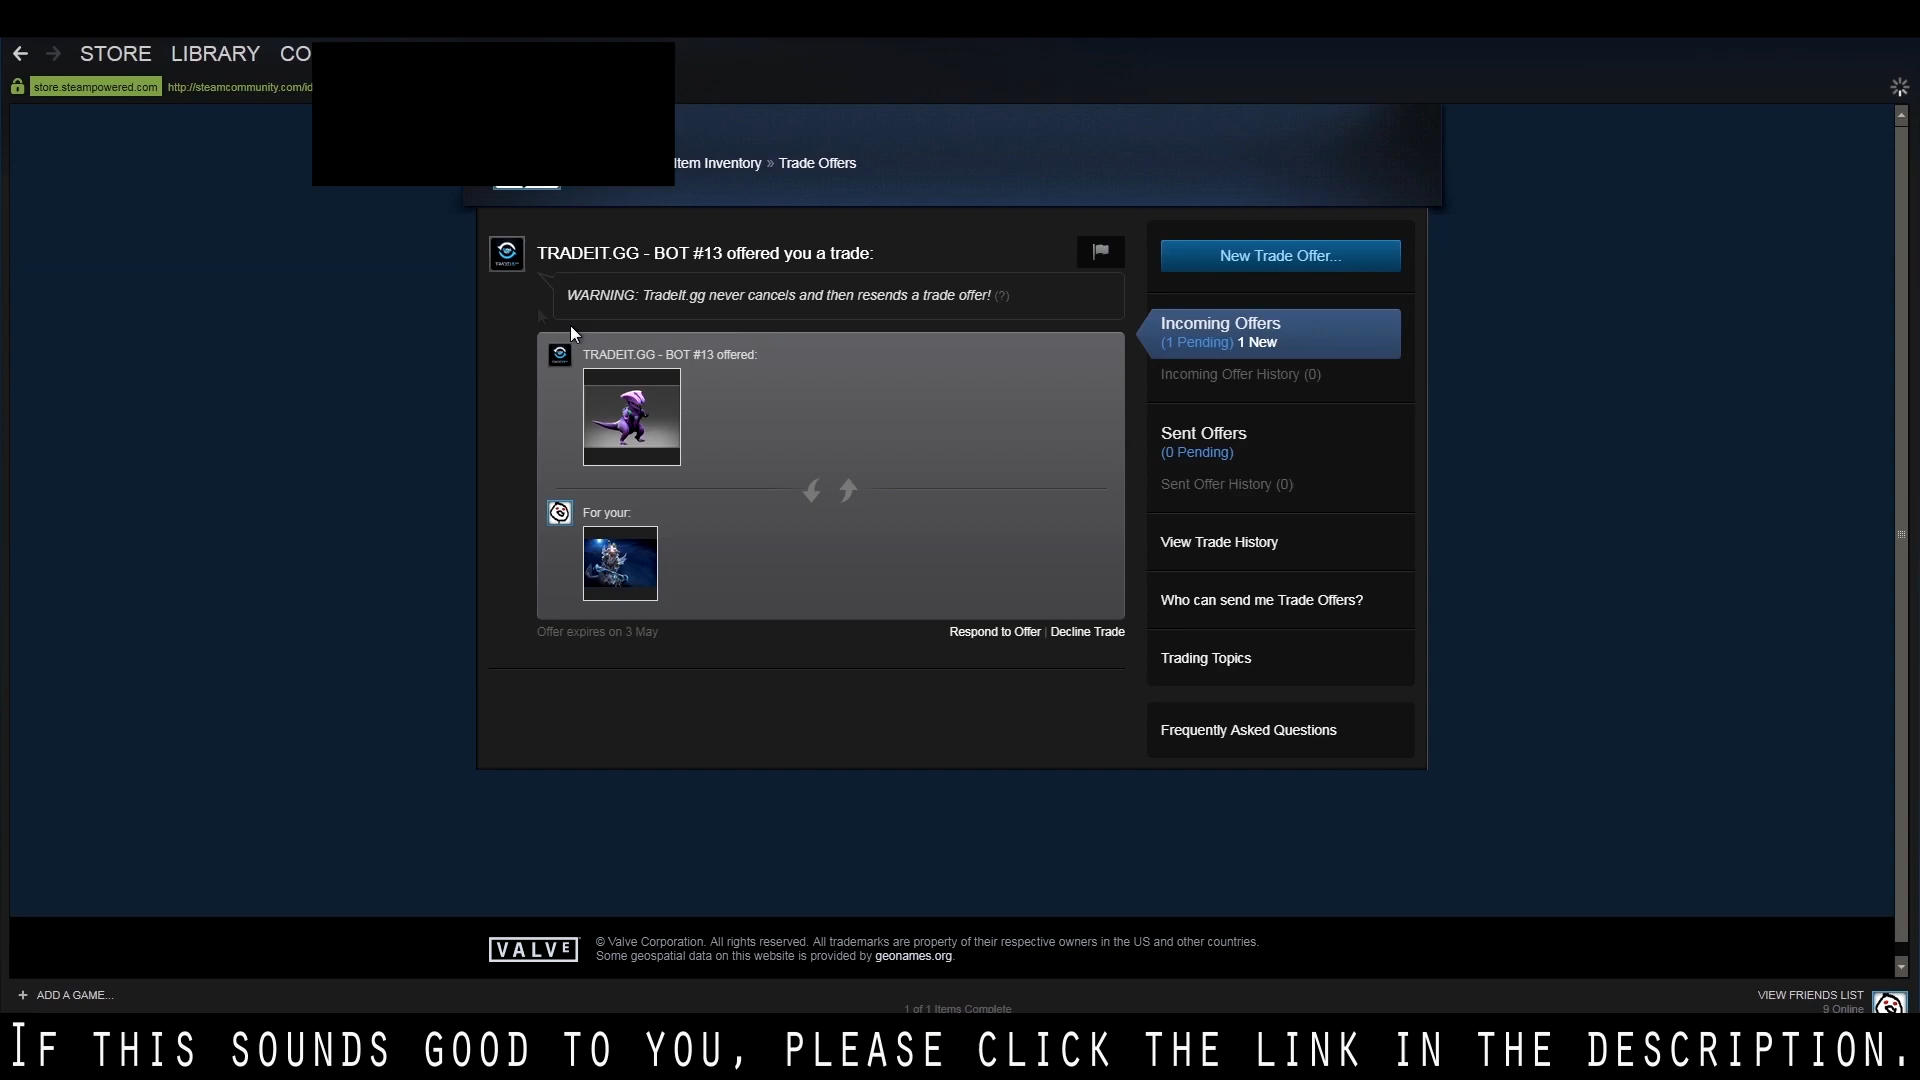 STORE LIBRARY CO
store.steampowered.com http://steamcommunity.com/id
Item Inventory » Trade Offers
TRADEIT.GG - BOT #13 offered you a trade:
WARNING: TradeIt.gg never cancels and then resends a trade offer! (?)
TRADEIT.GG - BOT #13 offered:
For your:
Offer expires on 3 May
Respond to Offer | Decline Trade
New Trade Offer...
Incoming Offers
(1 Pending) 1 New
Incoming Offer History (0)
Sent Offers
(0 Pending)
Sent Offer History (0)
View Trade History
Who can send me Trade Offers?
Trading Topics
Frequently Asked Questions
VALVE
© Valve Corporation. All rights reserved. All trademarks are property of their respective owners in the US and other countries.
Some geospatial data on this website is provided by geonames.org.
+ ADD A GAME...
1 of 1 Items Complete
VIEW FRIENDS LIST
9 Online
IF THIS SOUNDS GOOD TO YOU, PLEASE CLICK THE LINK IN THE DESCRIPTION.